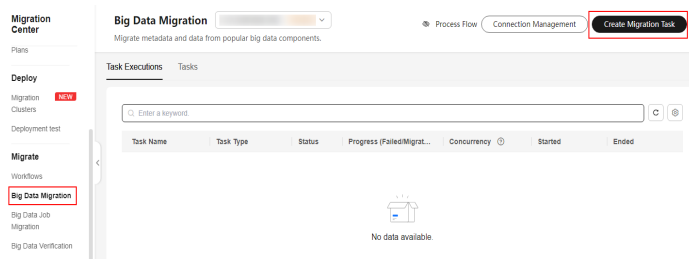 Migration
Center
Plans
Deploy
Migration NEW
Clusters
Deployment test
Migrate
Workflows
Big Data Migration
Big Data Job
Migration
Big Data Verification
Big Data Migration
Process Flow
Connection Management
Create Migration Task
Migrate metadata and data from popular big data components.
Task Executions Tasks
Enter a keyword.
Task Name Task Type Status Progress (Failed/Migrat... Concurrency Started Ended
No data available.